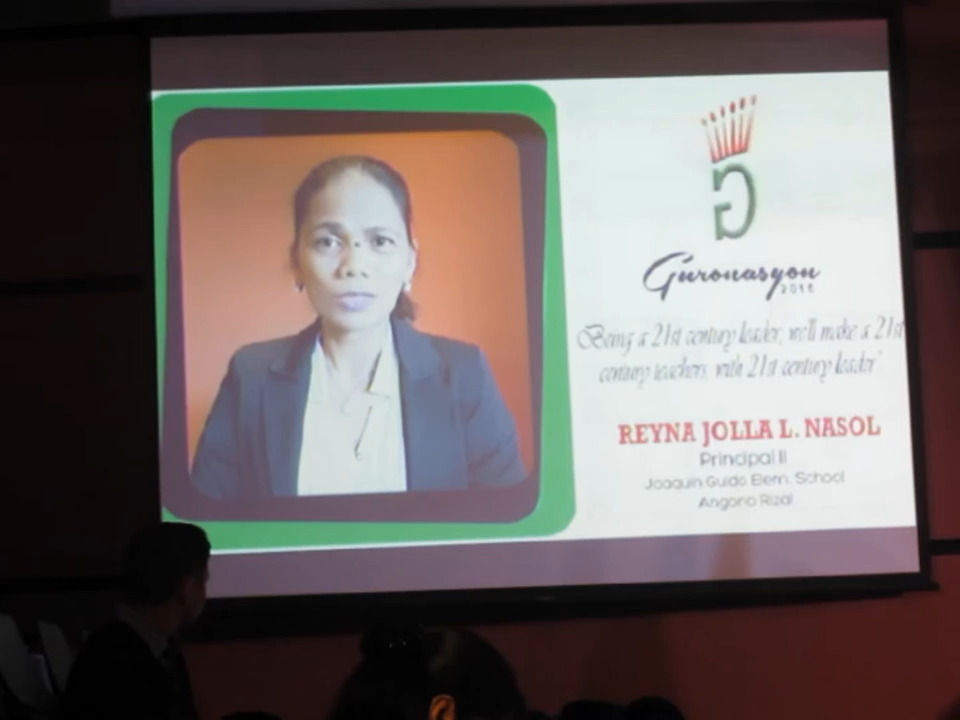 G
Guronasyon
2016
"Being a 21st century leader, we'll make a 21st
century teachers, with 21st century leader"
REYNA JOLLA L. NASOL
Principal II
Joaquin Guido Elem. School
Angono Rizal